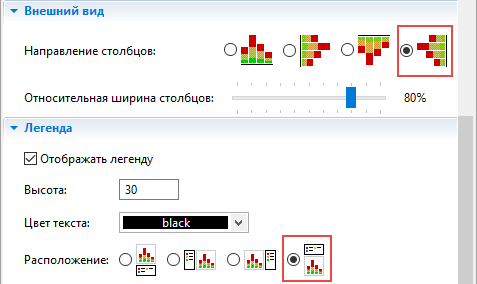 Внешний вид
Направление столбцов:
Относительная ширина столбцов: 80%
Легенда
Отображать легенду
Высота: 30
Цвет текста: black
Расположение: